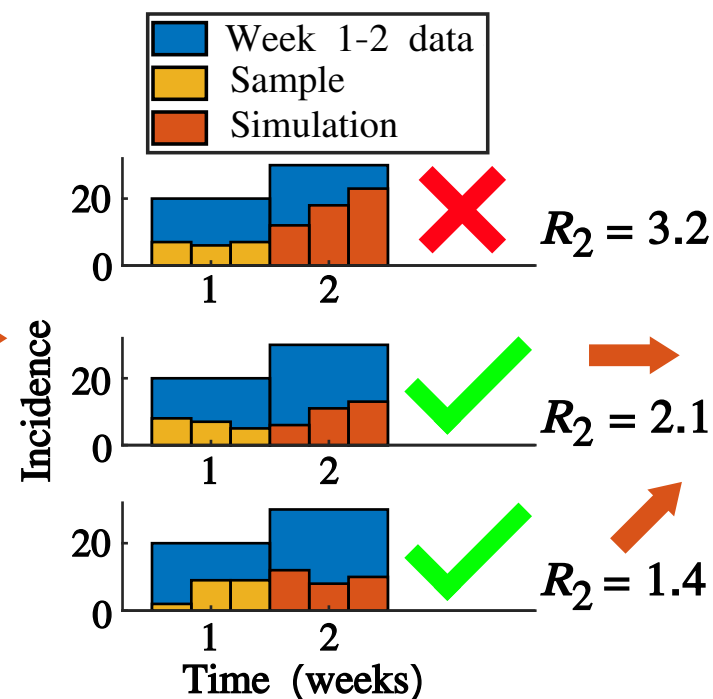 Week 1-2 data
Sample
Simulation
20
0
1 2
R2 = 3.2
Incidence
20
0
1 2
R2 = 2.1
20
0
1 2
R2 = 1.4
Time (weeks)